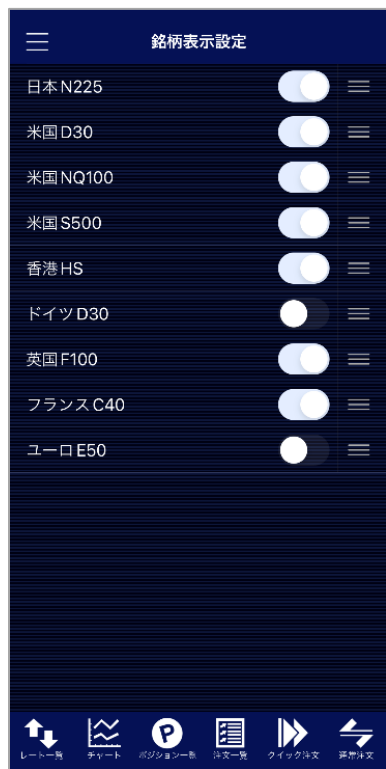 銘柄表示設定
日本N225
米国D30
米国NQ100
米国S500
香港HS
ドイツD30
英国F100
フランスC40
ユーロE50
P
レート一覧 チャート ポジション一覧 注文一覧 クイック注文 通常注文